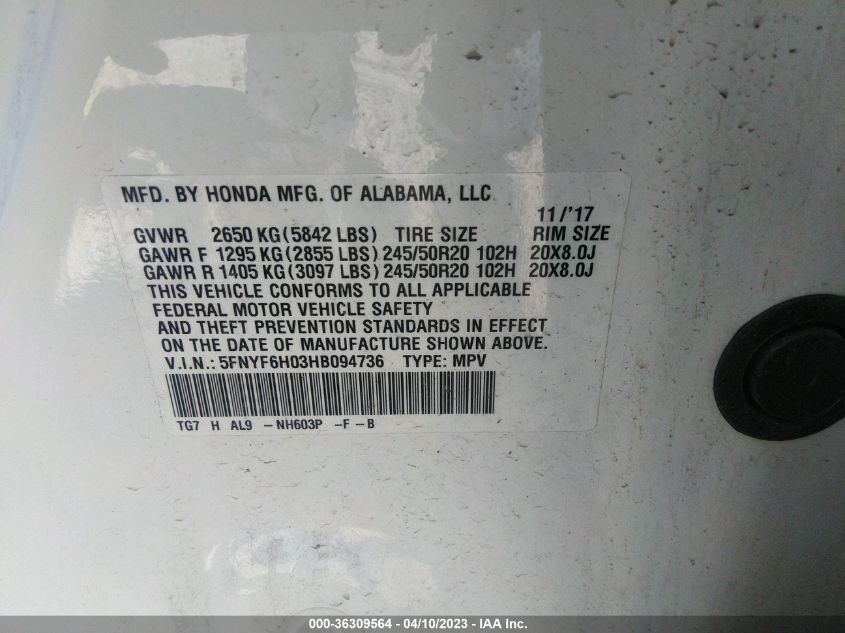 MFD. BY HONDA MFG. OF ALABAMA, LLC
11/'17
GVWR 2650 KG(5842 LBS) TIRE SIZE RIM SIZE
GAWR F 1295 KG(2855 LBS)245/50R20 102H 20X8.0J
GAWR R 1405 KG(3097 LBS)245/50R20 102H 20X8.0J
THIS VEHICLE CONFORMS TO ALL APPLICABLE
FEDERAL MOTOR VEHICLE SAFETY
AND THEFT PREVENTION STANDARDS IN EFFECT
ON THE DATE OF MANUFACTURE SHOWN ABOVE.
V.I.N.: 5FNYF6H03HB094736 TYPE: MPV
TG7 H AL9 -NH603P -F -B
000-36309564 - 04/10/2023 - IAA Inc.